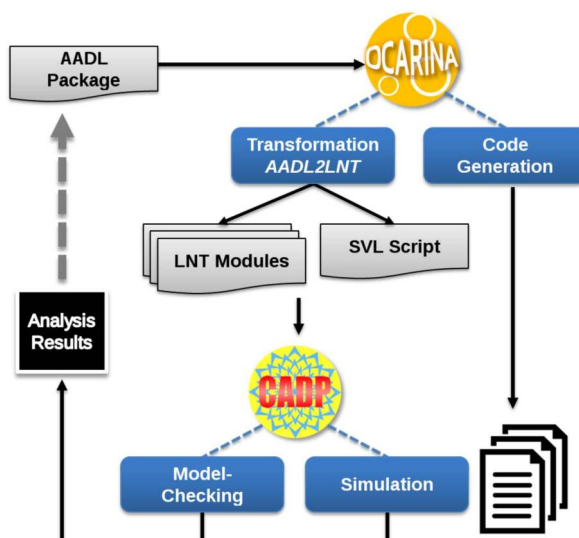 AADL
Package
OCARINA
Transformation
AADL2LNT
Code
Generation
LNT Modules
SVL Script
Analysis
Results
CADP
Model-
Checking
Simulation